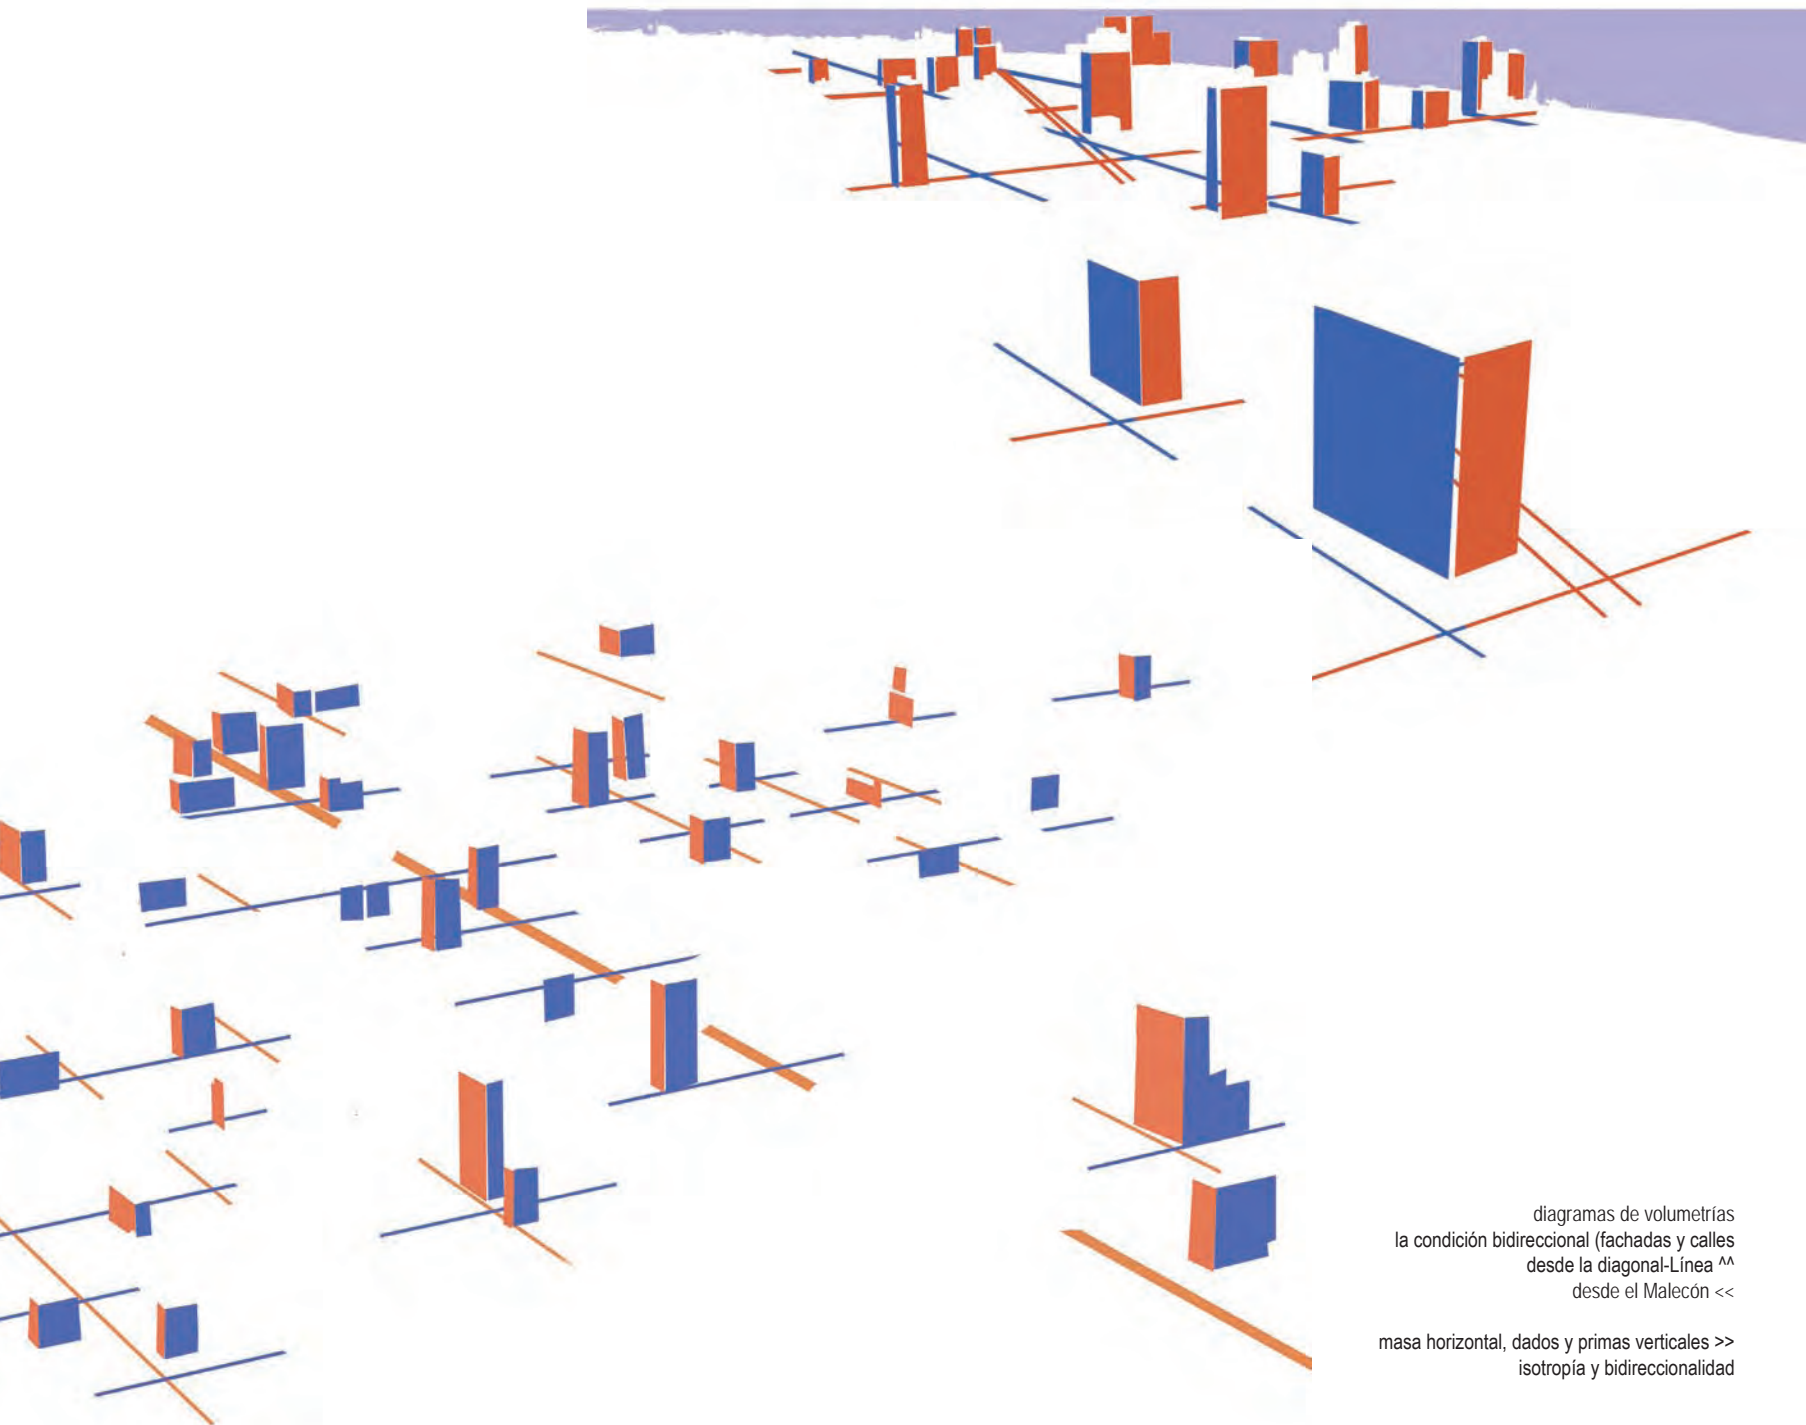 diagramas de volumetrías
la condición bidireccional (fachadas y calles
desde la diagonal-Línea ^^
desde el Malecón <<
masa horizontal, dados y primas verticales >>
isotropía y bidireccionalidad